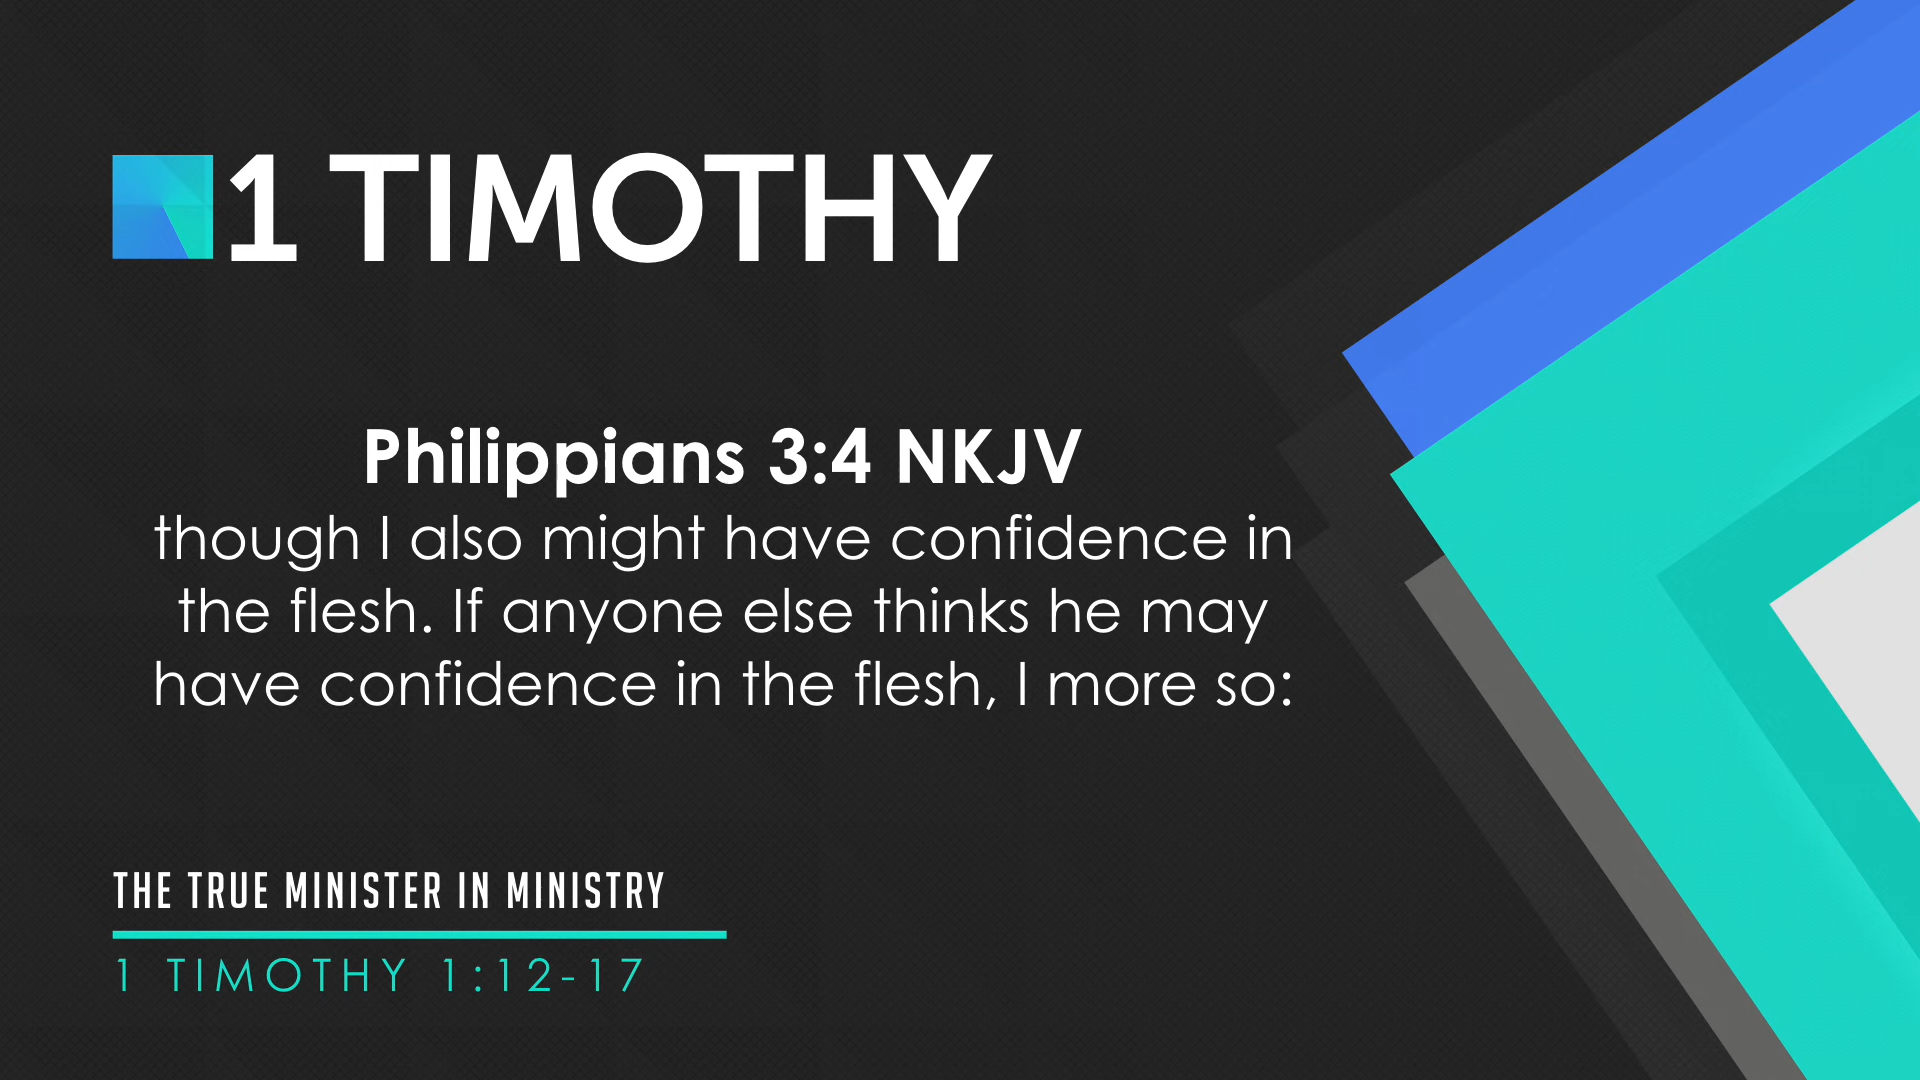 1 TIMOTHY
Philippians 3:4 NKJV
though I also might have confidence in
the flesh. If anyone else thinks he may
have confidence in the flesh, I more so:
THE TRUE MINISTER IN MINISTRY
1 TIMOTHY 1:12-17